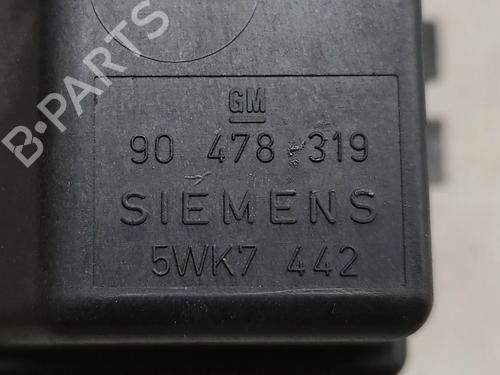 B-PARTS
GM
90 478 319
SIEMENS
5WK7 442